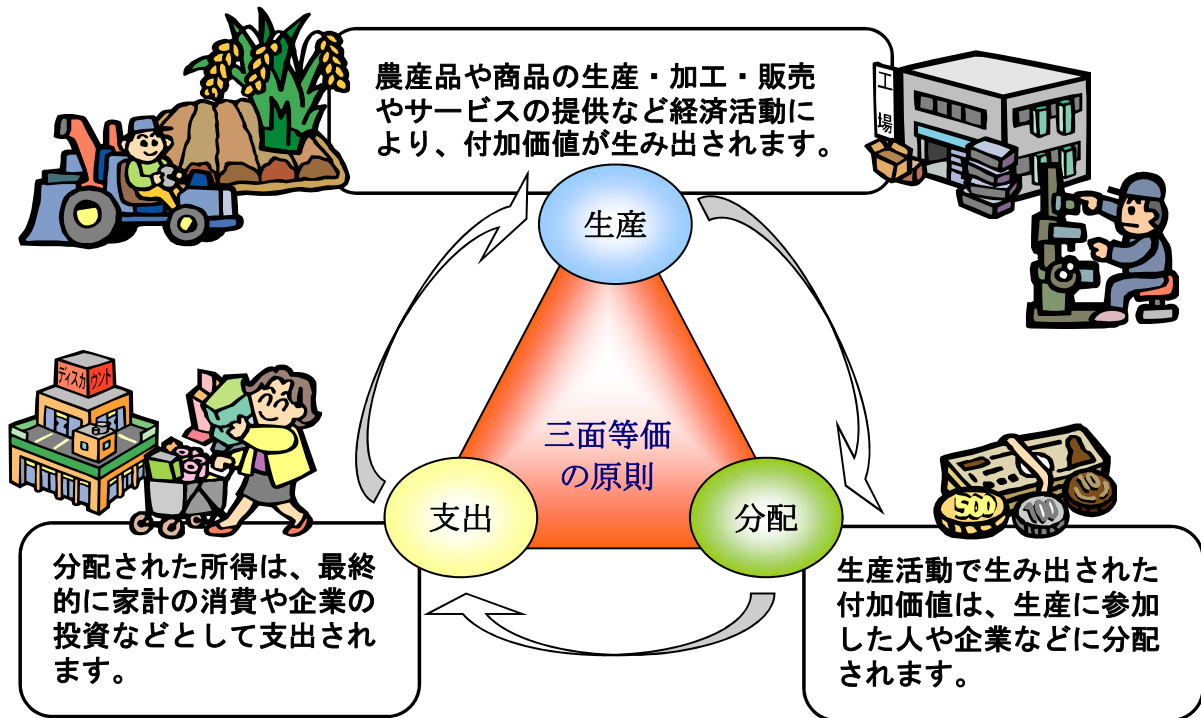 農産品や商品の生産・加工・販売
やサービスの提供など経済活動に
より、付加価値が生み出されます。
工
場
生産
ディスカウント
三面等価
の原則
支出
分配
500
100
10
分配された所得は、最終
的に家計の消費や企業の
投資などとして支出され
ます。
生産活動で生み出された
付加価値は、生産に参加
した人や企業などに分配
されます。